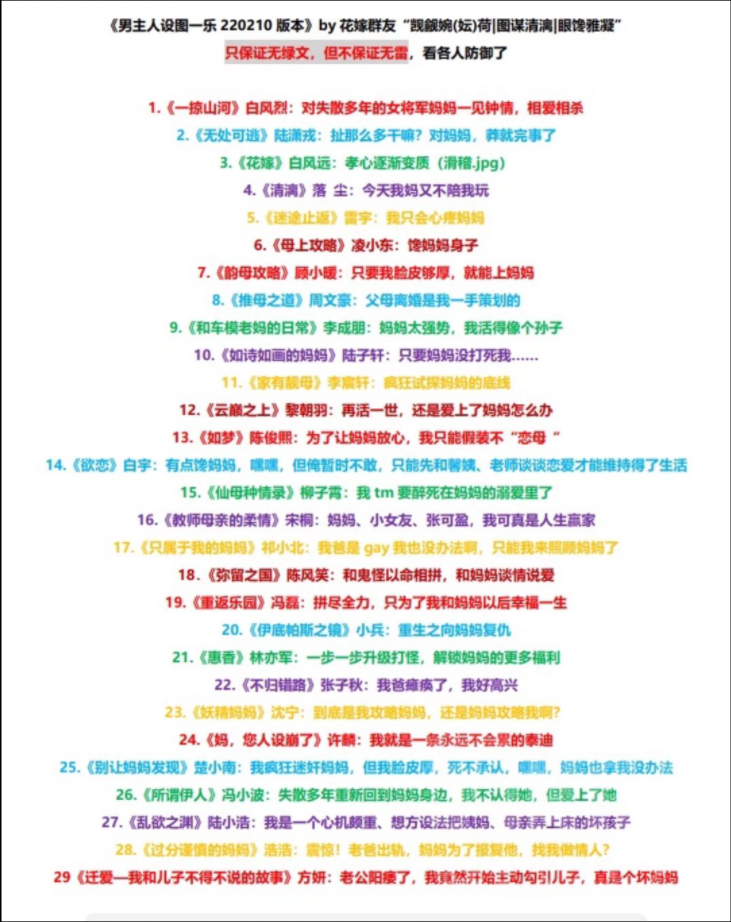 《男主人设图一乐 220210 版本》by 花嫁群友“觊觎婉(妘)荷|图谋清漓|眼馋雅凝”
只保证无绿文，但不保证无雷，看各人防御了
1.《一掠山河》白风烈：对失散多年的女将军妈妈一见钟情，相爱相杀
2.《无处可逃》陆潇戎：扯那么多干嘛？对妈妈，莽就完事了
3.《花嫁》白风远：孝心逐渐变质（滑稽.jpg）
4.《清漓》落 尘：今天我妈又不陪我玩
5.《迷途止返》雷宇：我只会心疼妈妈
6.《母上攻略》凌小东：馋妈妈身子
7.《韵母攻略》顾小暖：只要我脸皮够厚，就能上妈妈
8.《推母之道》周文豪：父母离婚是我一手策划的
9.《和车模老妈的日常》李成朋：妈妈太强势，我活得像个孙子
10.《如诗如画的妈妈》陆子轩：只要妈妈没打死我……
11.《家有靓母》李宸轩：疯狂试探妈妈的底线
12.《云巅之上》黎朝羽：再活一世，还是爱上了妈妈怎么办
13.《如梦》陈俊熙：为了让妈妈放心，我只能假装不“恋母“
14.《欲恋》白宇：有点馋妈妈，嘿嘿，但俺暂时不敢，只能先和馨姨、老师谈谈恋爱才能维持得了生活
15.《仙母种情录》柳子霄：我 tm 要醉死在妈妈的溺爱里了
16.《教师母亲的柔情》宋桐：妈妈、小女友、张可盈，我可真是人生赢家
17.《只属于我的妈妈》祁小北：我爸是 gay 我也没办法啊，只能我来照顾妈妈了
18.《弥留之国》陈风笑：和鬼怪以命相拼，和妈妈谈情说爱
19.《重返乐园》冯磊：拼尽全力，只为了我和妈妈以后幸福一生
20.《伊底帕斯之镜》小兵：重生之向妈妈复仇
21.《惠香》林亦军：一步一步升级打怪，解锁妈妈的更多福利
22.《不归错路》张子秋：我爸瘫痪了，我好高兴
23.《妖精妈妈》沈宁：到底是我攻略妈妈，还是妈妈攻略我啊？
24.《妈，您人设崩了》许麟：我就是一条永远不会累的泰迪
25.《别让妈妈发现》楚小南：我疯狂迷奸妈妈，但我脸皮厚，死不承认，嘿嘿，妈妈也拿我没办法
26.《所谓伊人》冯小波：失散多年重新回到妈妈身边，我不认得她，但爱上了她
27.《乱欲之渊》陆小浩：我是一个心机颇重、想方设法把姨妈、母亲弄上床的坏孩子
28.《过分谨慎的妈妈》浩浩：震惊！老爸出轨，妈妈为了报复他，找我做情人？
29《迁爱—我和儿子不得不说的故事》方妍：老公阳痿了，我竟然开始主动勾引儿子，真是个坏妈妈